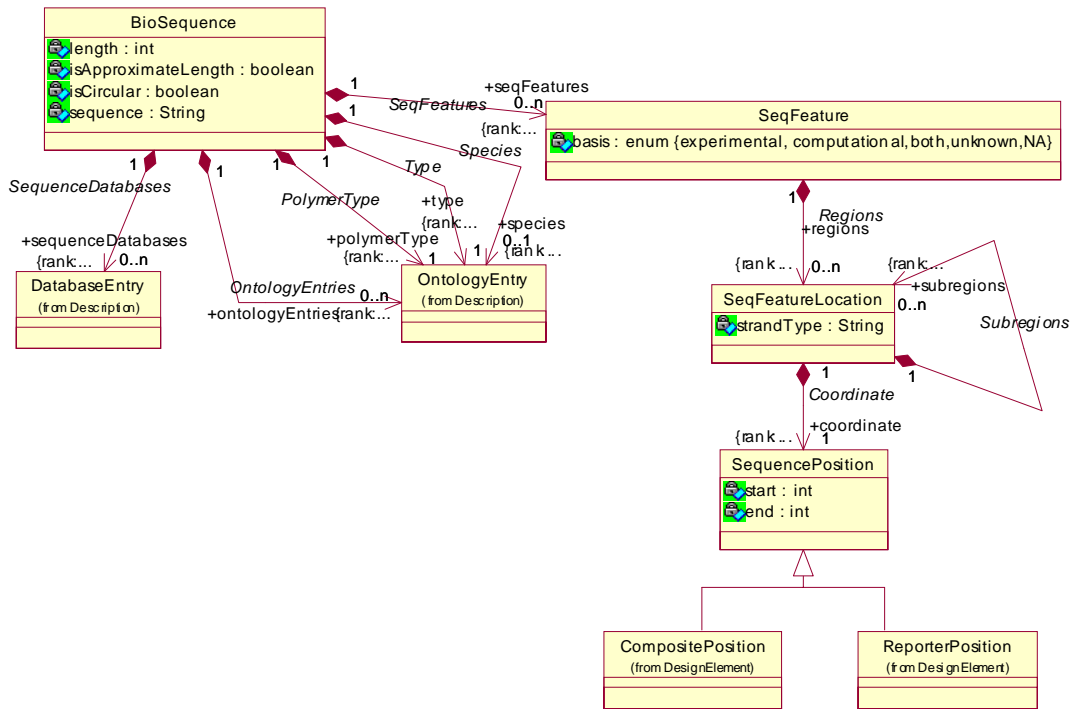 BioSequence
length : int
isApproximateLength : boolean
isCircular : boolean
sequence : String
1
+seqFeatures
SeqFeatures
0..n
{rank:...
1
Species
1
Type
1
1
1
SequenceDatabases
PolymerType
+type
{rank:...
1
+species
0..1
{rank...
+sequenceDatabases
{rank:...
0..n
+polymerType
{rank:...
1
OntologyEntries
0..n
+ontologyEntries
{rank:...
DatabaseEntry
(from Description)
OntologyEntry
(from Description)
SeqFeature
basis : enum {experimental, computational,both,unknown,NA}
1
Regions
+regions
{rank...
0..n
{rank:...
+subregions
0..n
Subregions
SeqFeatureLocation
strandType : String
1
1
Coordinate
+coordinate
{rank...
1
SequencePosition
start : int
end : int
CompositePosition
(from DesignElement)
ReporterPosition
(from DesignElement)